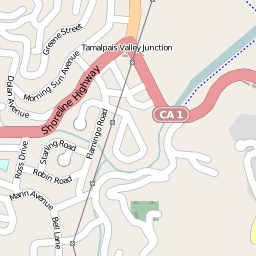 Greene Street
Tamalpais Valley Junction
Morning Sun Avenue
Dolan Avenue
Shoreline Highway
CA 1
Flamingo Road
Starling Road
Ross Drive
Robin Road
Marin Avenue
Bell Lane